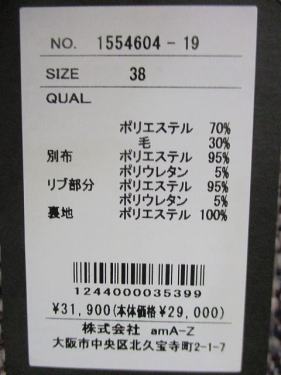 NO. 1554604-19
SIZE 38
QUAL
ポリエステル 70%
毛 30%
別布 ポリエステル 95%
ポリウレタン 5%
リブ部分 ポリエステル 95%
ポリウレタン 5%
裏地 ポリエステル 100%
1244000035399
¥31,900(本体価格¥29,000)
株式会社 amA-Z
大阪市中央区北久宝寺町2-1-7